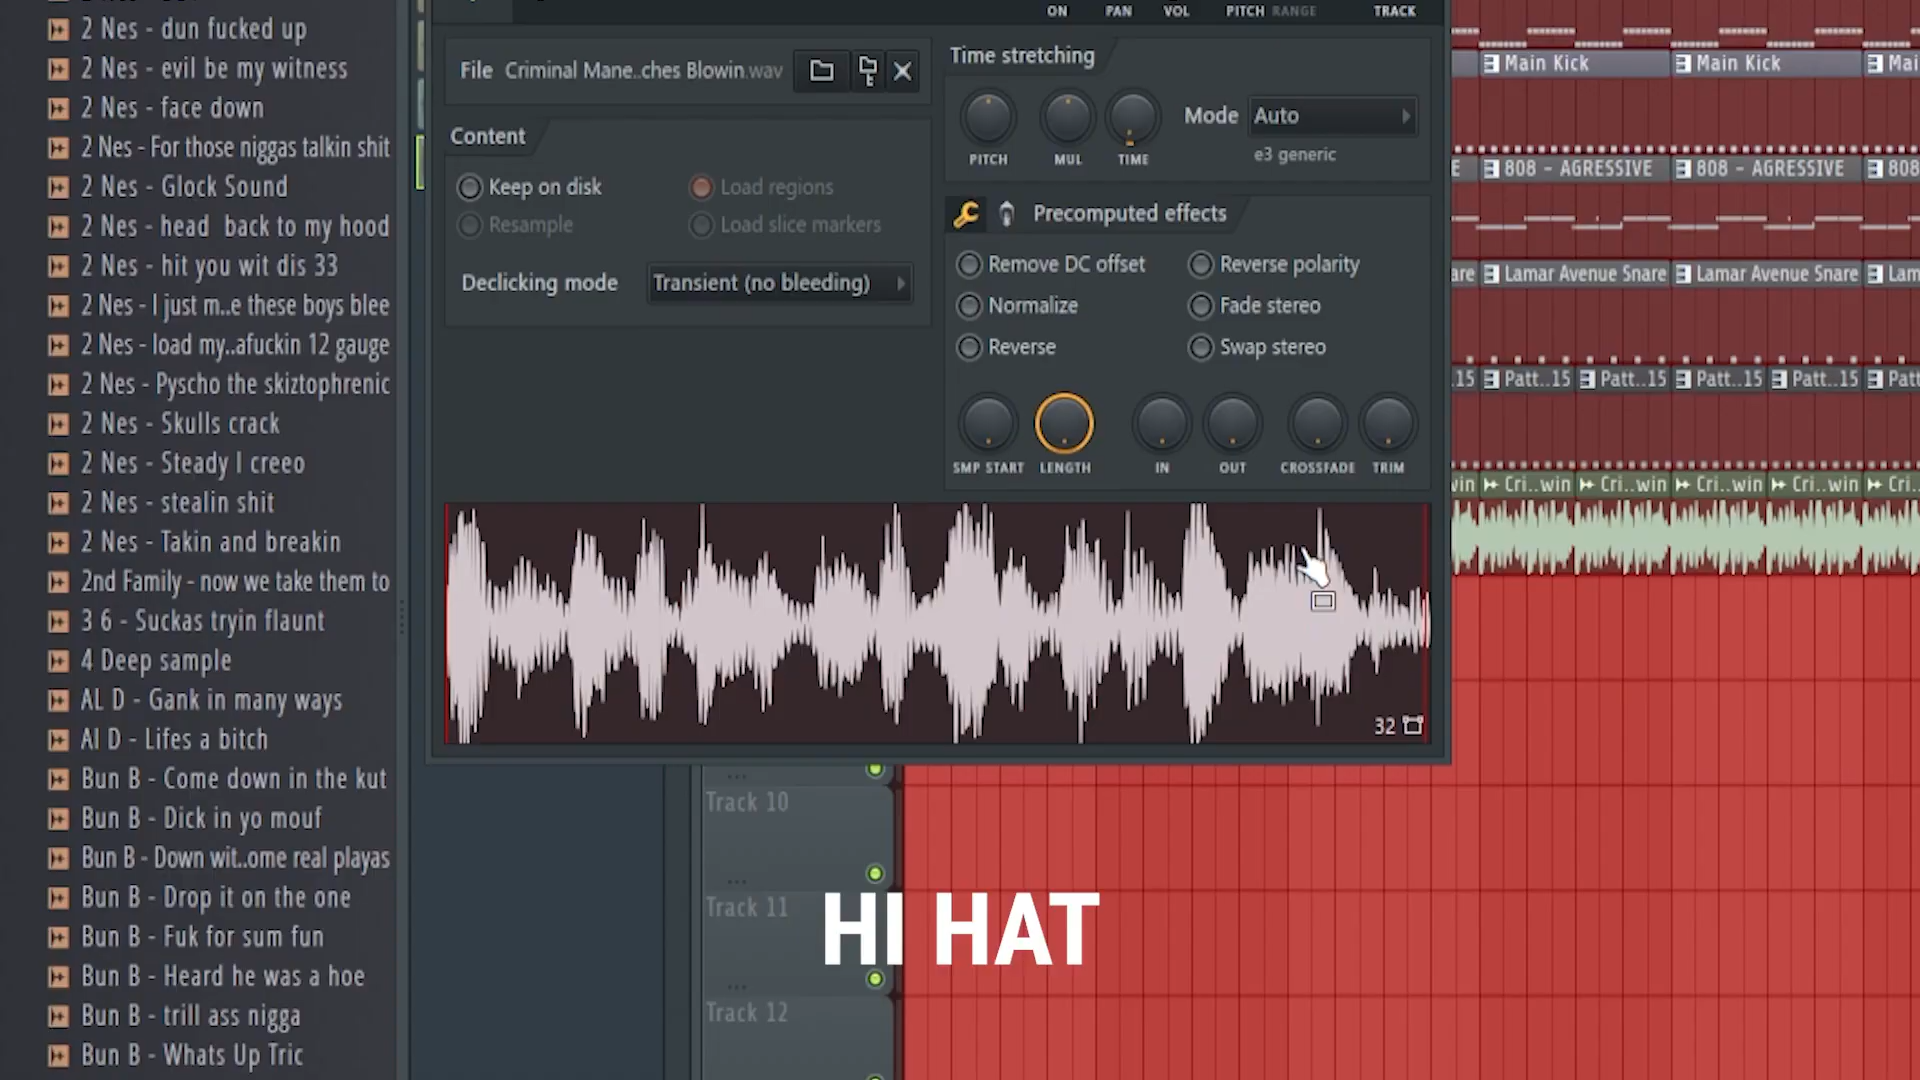 2 Nes - dun fucked up
2 Nes - evil be my witness
2 Nes - face down
2 Nes - For those niggas talkin shit
2 Nes - Glock Sound
2 Nes - head back to my hood
2 Nes - hit you wit dis 33
2 Nes - I just m..e these boys blee
2 Nes - load my..afuckin 12 gauge
2 Nes - Pyscho the skiztophrenic
2 Nes - Skulls crack
2 Nes - Steady I creeo
2 Nes - stealin shit
2 Nes - Takin and breakin
2nd Family - now we take them to
3 6 - Suckas tryin flaunt
4 Deep sample
AL D - Gank in many ways
Al D - Lifes a bitch
Bun B - Come down in the kut
Bun B - Dick in yo mouf
Bun B - Down wit..ome real playas
Bun B - Drop it on the one
Bun B - Fuk for sum fun
Bun B - Heard he was a hoe
Bun B - trill ass nigga
Bun B - Whats Up Tric
ON PAN VOL PITCH RANGE TRACK
File Criminal Mane..ches Blowin.wav
Content
Keep on disk
Load regions
Resample
Load slice markers
Declicking mode Transient (no bleeding)
Time stretching
PITCH MUL TIME
Mode Auto
e3 generic
Precomputed effects
Remove DC offset
Reverse polarity
Normalize
Fade stereo
Reverse
Swap stereo
SMP START LENGTH IN OUT CROSSFADE TRIM
32
Main Kick Main Kick Mai
E 808 - AGRESSIVE 808 - AGRESSIVE 808
are Lamar Avenue Snare Lamar Avenue Snare Lam
.15 Patt..15 Patt..15 Patt..15 Patt..15 Patt
win Cri..win Cri..win Cri..win Cri..win Cri..
Track 10
Track 11
Track 12
HI HAT